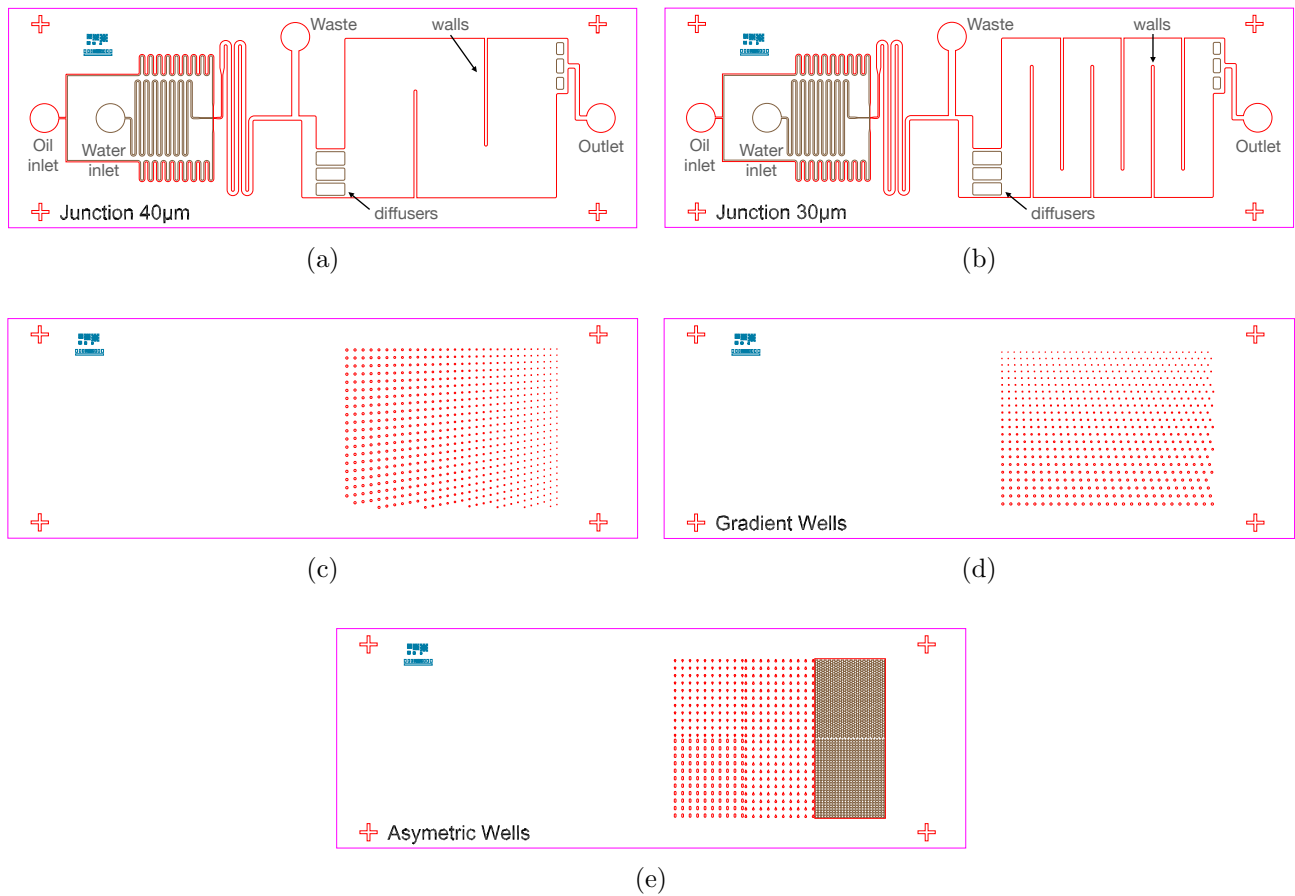 Waste
walls
Oil
inlet
Water
inlet
Outlet
diffusers
Junction 40µm
(a)
Waste
walls
Oil
inlet
Water
inlet
Outlet
diffusers
Junction 30µm
(b)
(c)
Gradient Wells
(d)
Asymetric Wells
(e)